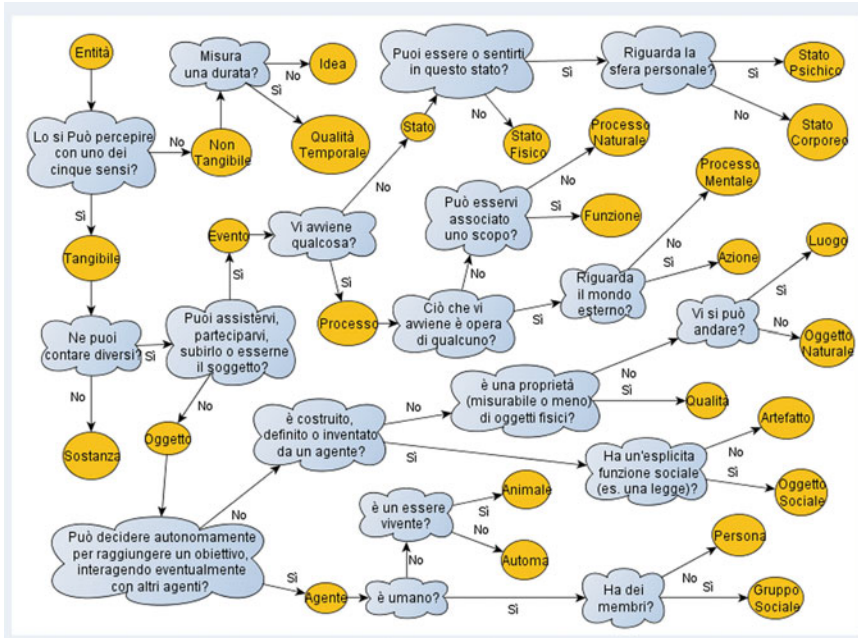 Entità
Lo si Può percepire
con uno dei
cinque sensi?
No
Non
Tangibile
Misura
una durata?
No
Idea
Sì
Qualità
Temporale
Sì
Tangibile
Ne puoi
contare diversi?
No
Sostanza
Sì
Puoi assistervi,
parteciparvi,
subirlo o esserne
il soggetto?
Sì
Evento
Vi avviene
qualcosa?
No
Stato
Puoi essere o sentirti
in questo stato?
No
Stato
Fisico
Sì
Riguarda la
sfera personale?
Sì
Stato
Psichico
No
Stato
Corporeo
Sì
Processo
Ciò che vi
avviene è opera
di qualcuno?
No
Può esservi
associato
uno scopo?
No
Processo
Naturale
Sì
Funzione
Sì
Riguarda
il mondo
esterno?
No
Processo
Mentale
Sì
Azione
No
Oggetto
Può decidere autonomamente
per raggiungere un obiettivo,
interagendo eventualmente
con altri agenti?
No
è costruito,
definito o inventato
da un agente?
No
è una proprietà
(misurabile o meno)
di oggetti fisici?
No
Vi si può
andare?
Sì
Luogo
No
Oggetto
Naturale
Sì
Qualità
Sì
Ha un'esplicita
funzione sociale
(es. una legge)?
No
Artefatto
Sì
Oggetto
Sociale
Sì
Agente
è umano?
No
è un essere
vivente?
Sì
Animale
No
Automa
Sì
Ha dei
membri?
No
Persona
Sì
Gruppo
Sociale